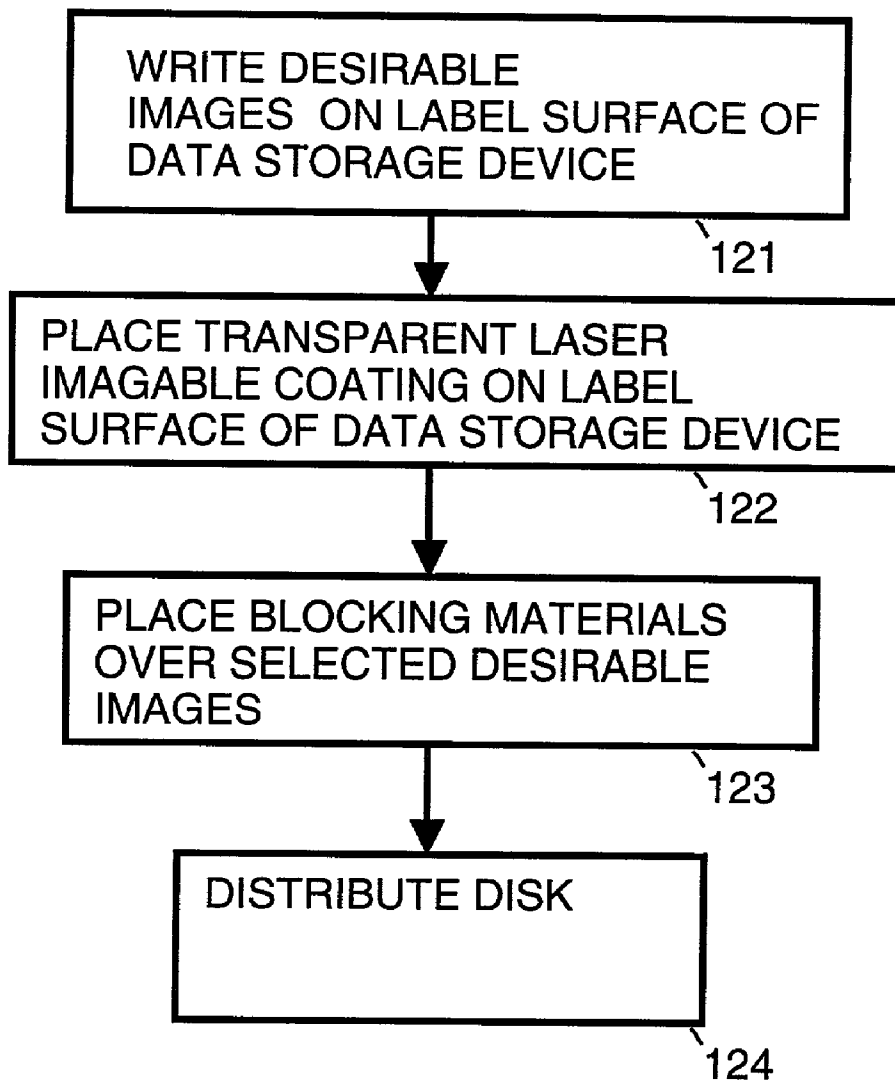 WRITE DESIRABLE
IMAGES ON LABEL SURFACE OF
DATA STORAGE DEVICE
121
PLACE TRANSPARENT LASER
IMAGABLE COATING ON LABEL
SURFACE OF DATA STORAGE DEVICE
122
PLACE BLOCKING MATERIALS
OVER SELECTED DESIRABLE
IMAGES
123
DISTRIBUTE DISK
124